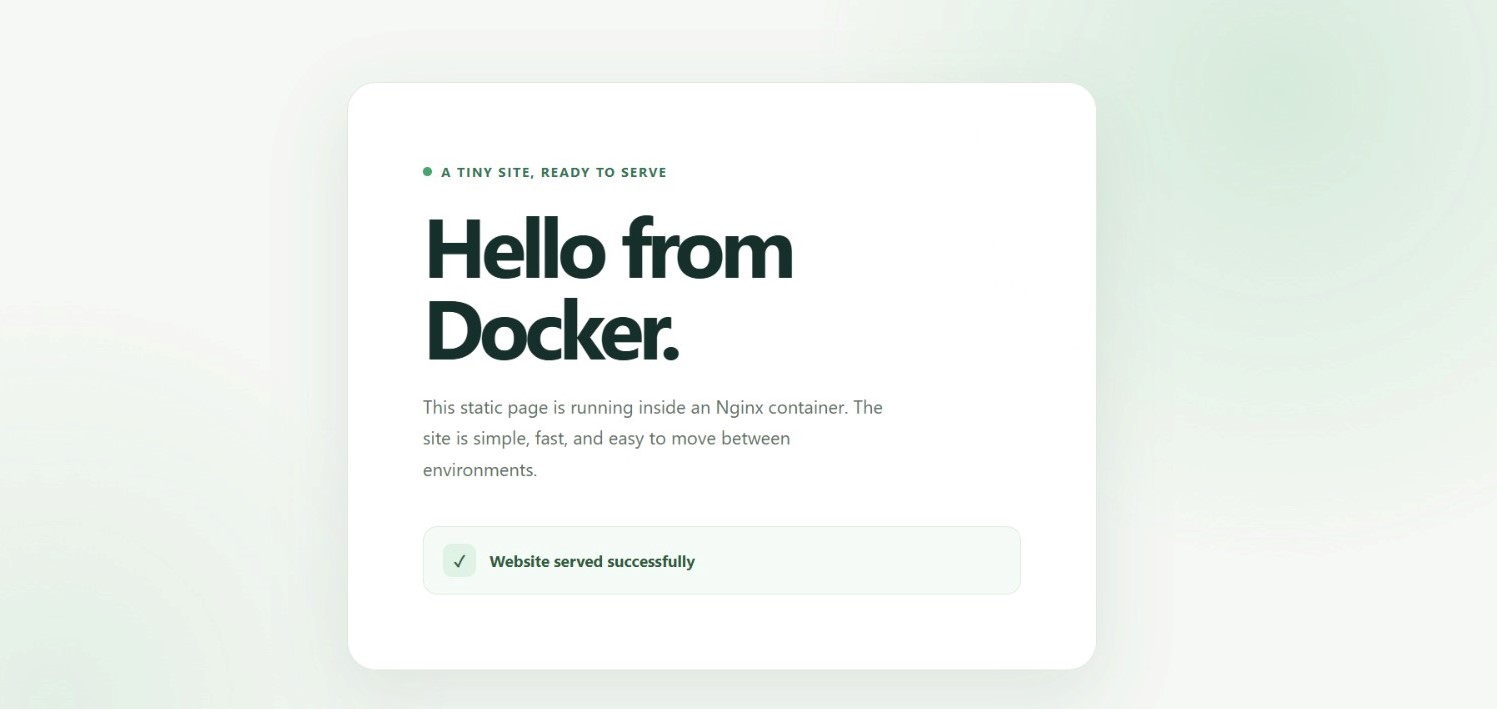 A TINY SITE, READY TO SERVE
Hello from
Docker.
This static page is running inside an Nginx container. The
site is simple, fast, and easy to move between
environments.
✓ Website served successfully